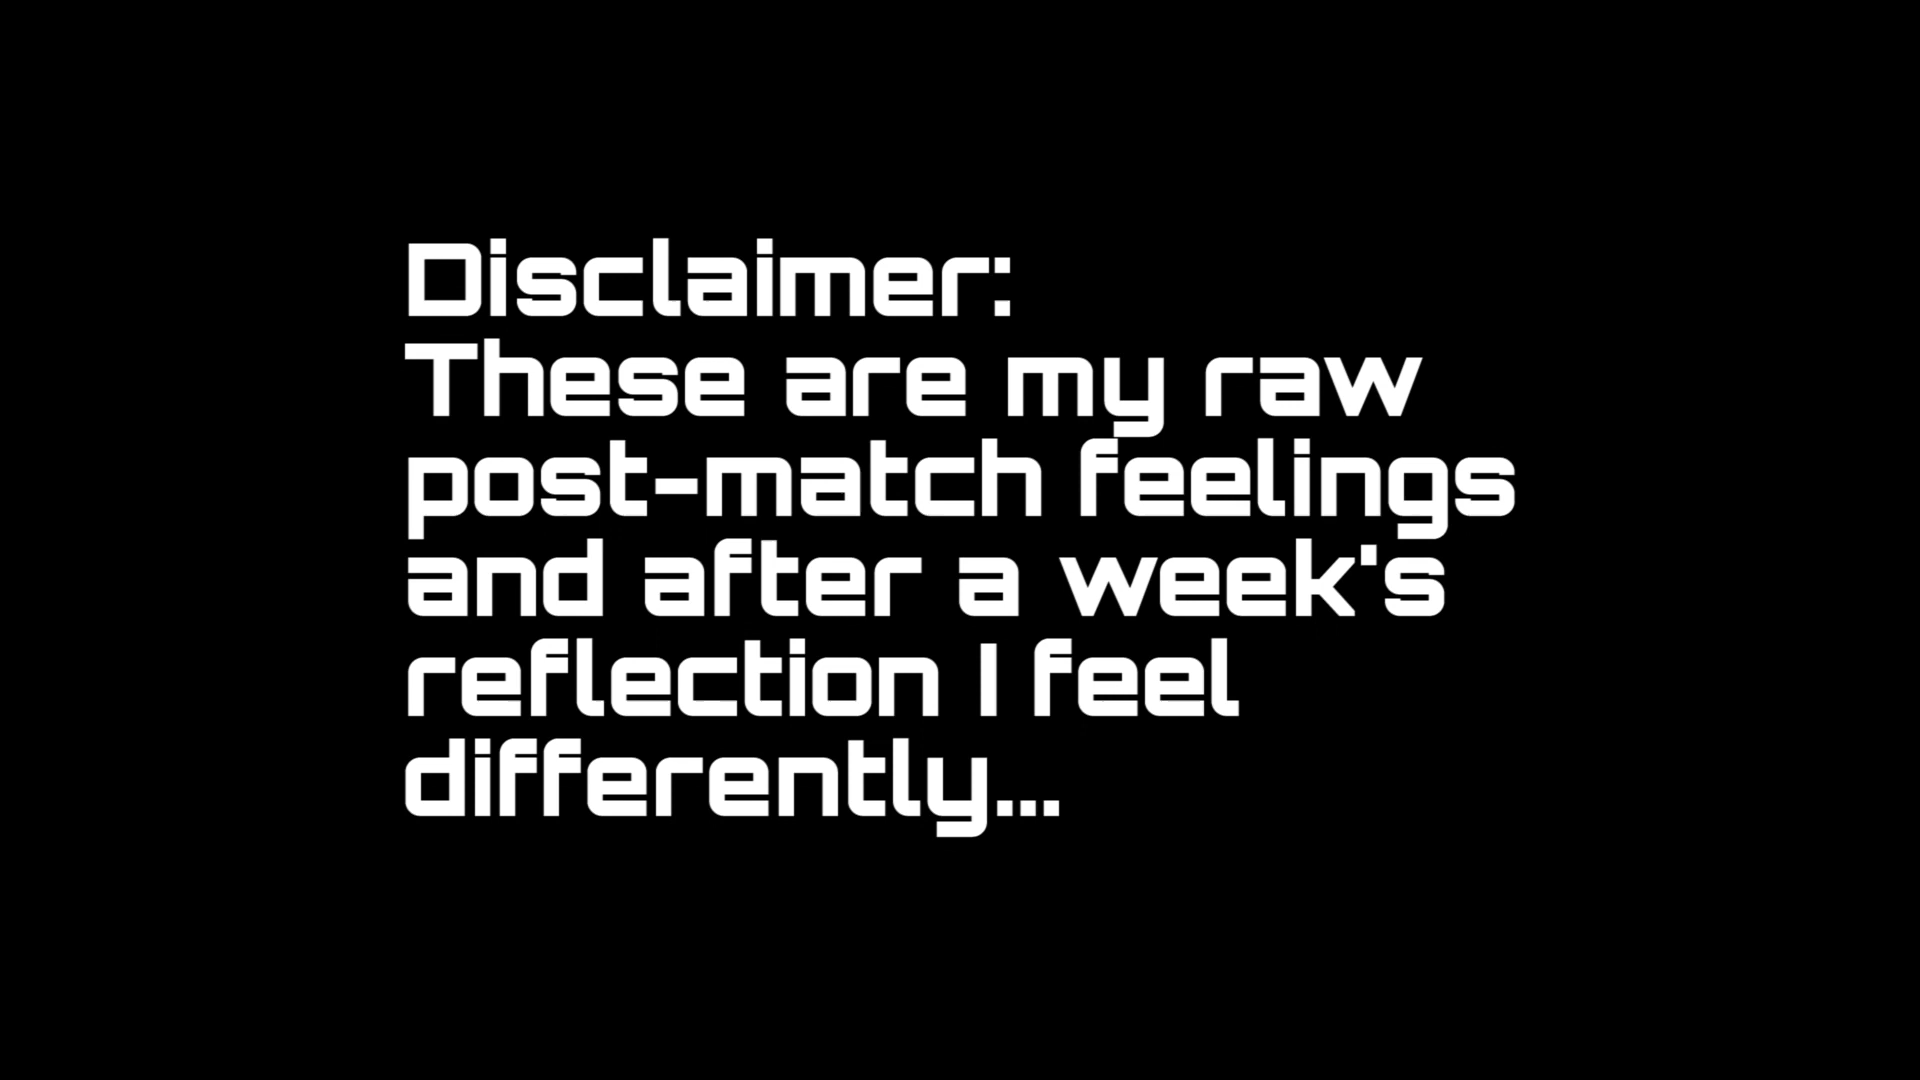 Disclaimer:
These are my raw
post-match feelings
and after a week's
reflection I feel
differently...